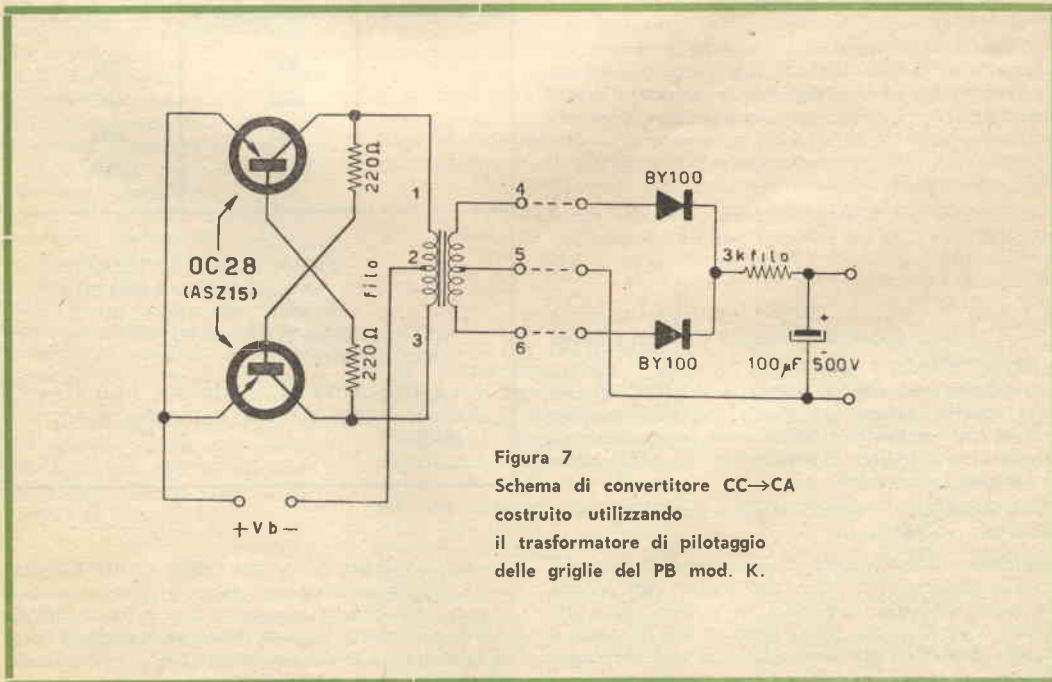 OC28
(ASZ15)
220Ω
220Ω filo
1
2
3
4
5
6
BY100
BY100
3k filo
+
-
100µF 500V
+Vb-
Figura 7
Schema di convertitore CC→CA
costruito utilizzando
il trasformatore di pilotaggio
delle griglie del PB mod. K.